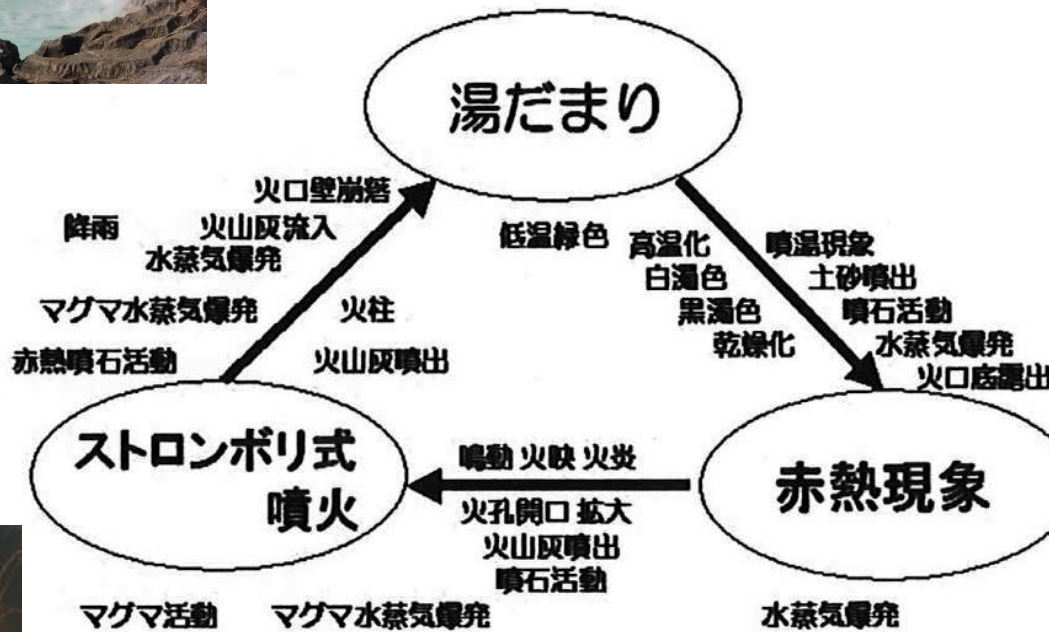 湯だまり
火口壁崩落
降雨 火山灰流入
水蒸気爆発
マグマ水蒸気爆発 火柱
赤熱噴石活動 火山灰噴出
低温緑色 高温化 噴湯現象
白濁色 土砂噴出
黒濁色 噴石活動
乾燥化 水蒸気爆発
火口底露出
ストロンボリ式
噴火
鳴動 火映 火炎
火孔開口 拡大
火山灰噴出
噴石活動
赤熱現象
マグマ活動 マグマ水蒸気爆発 水蒸気爆発